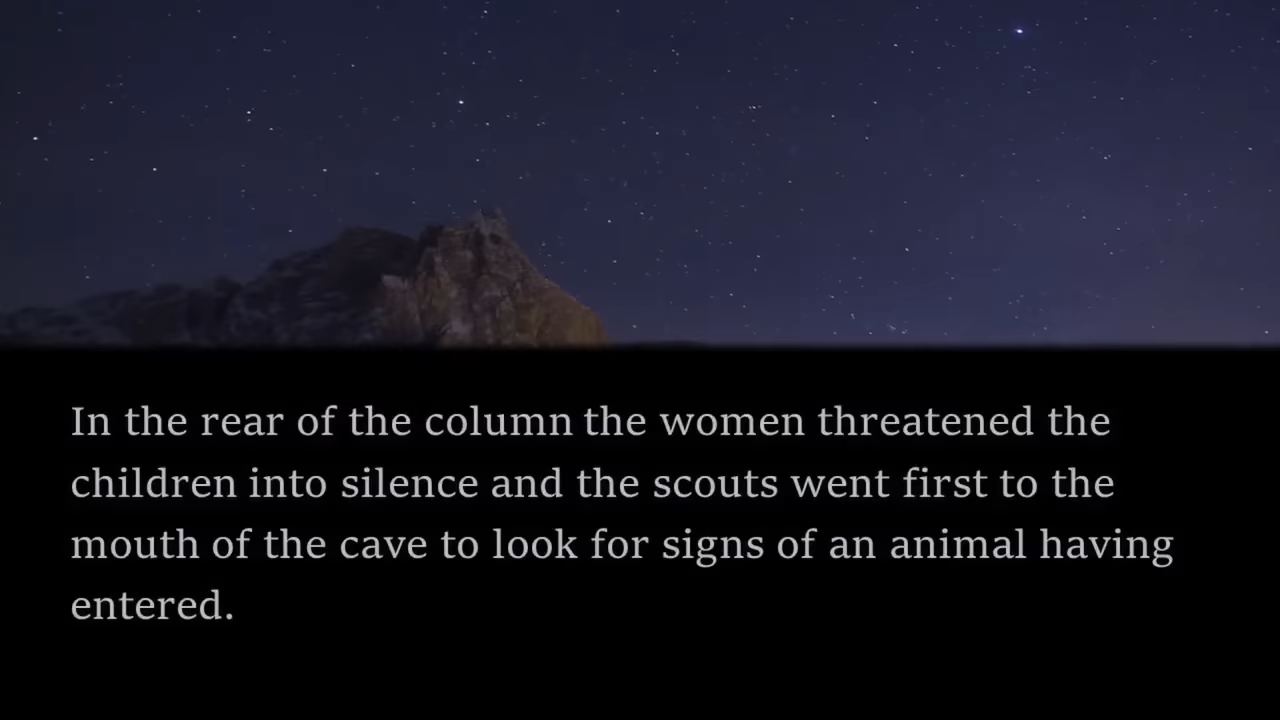 In the rear of the column the women threatened the
children into silence and the scouts went first to the
mouth of the cave to look for signs of an animal having
entered.